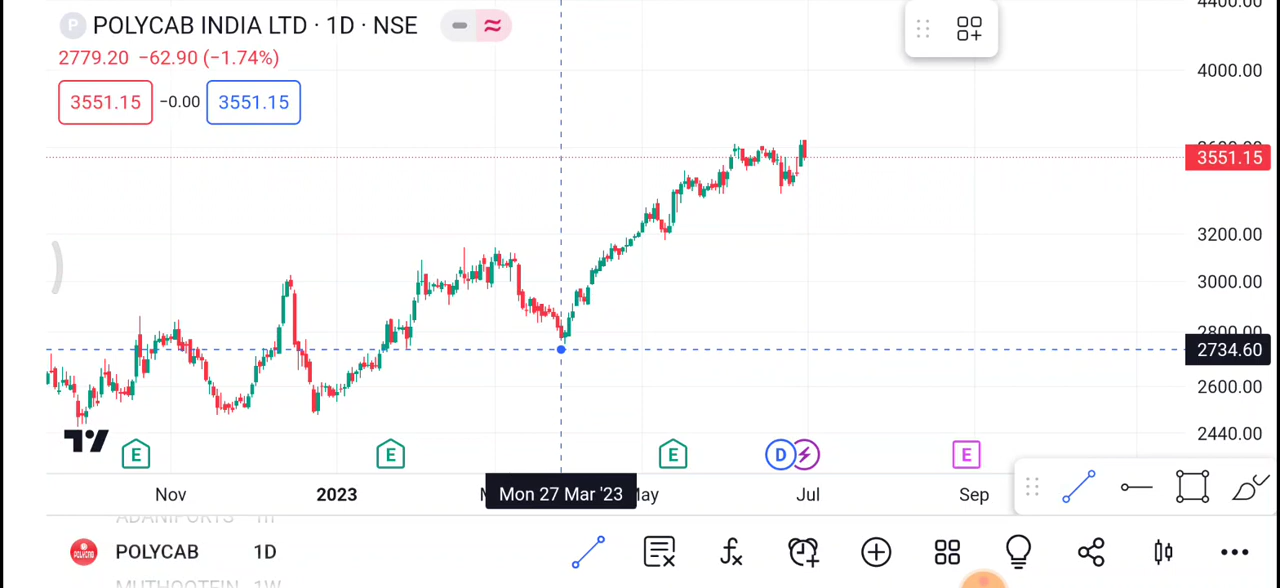 P POLYCAB INDIA LTD · 1D · NSE
2779.20 −62.90 (−1.74%)
3551.15 −0.00 3551.15
4400.00
4000.00
3551.15
3200.00
3000.00
2800.00
2734.60
2600.00
2440.00
E E E D E
Nov 2023 Mon 27 Mar '23 May Jul Sep
ADANIPORTS 1h
POLYCAB 1D
MUTHOOTFIN 1W